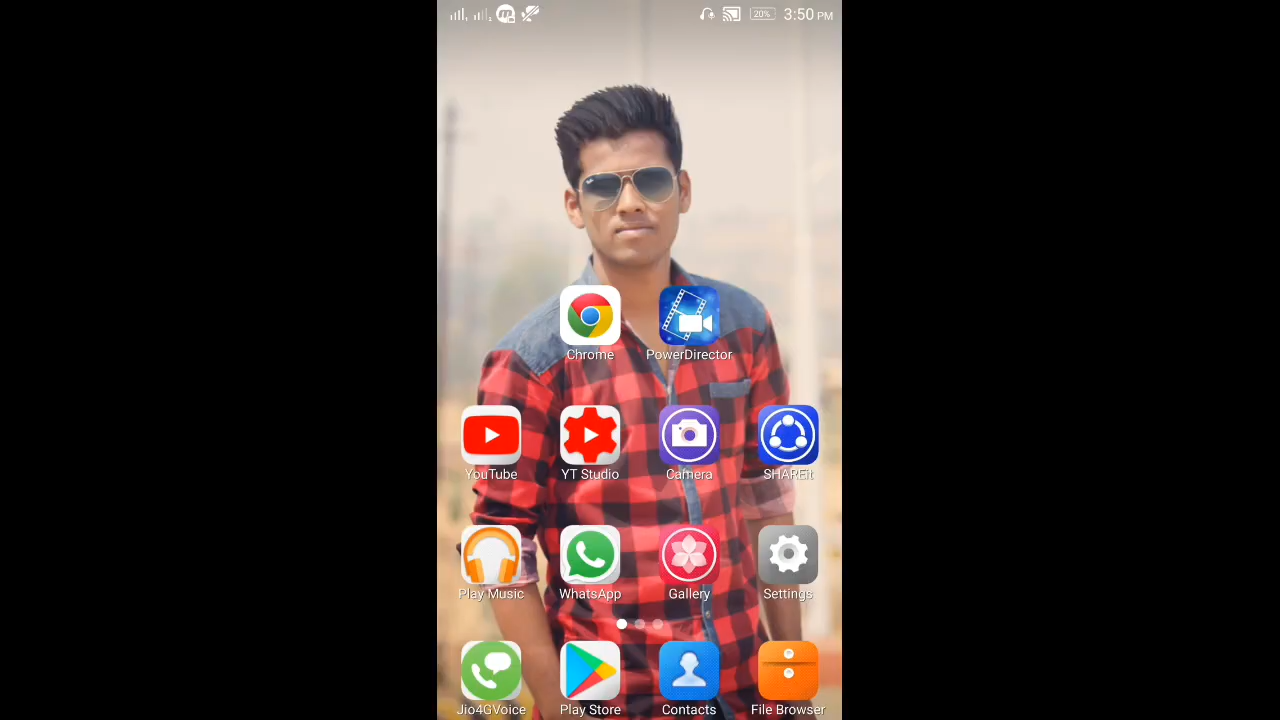 20% 3:50 PM
Chrome PowerDirector
YouTube YT Studio Camera SHAREit
Play Music WhatsApp Gallery Settings
Jio4GVoice Play Store Contacts File Browser